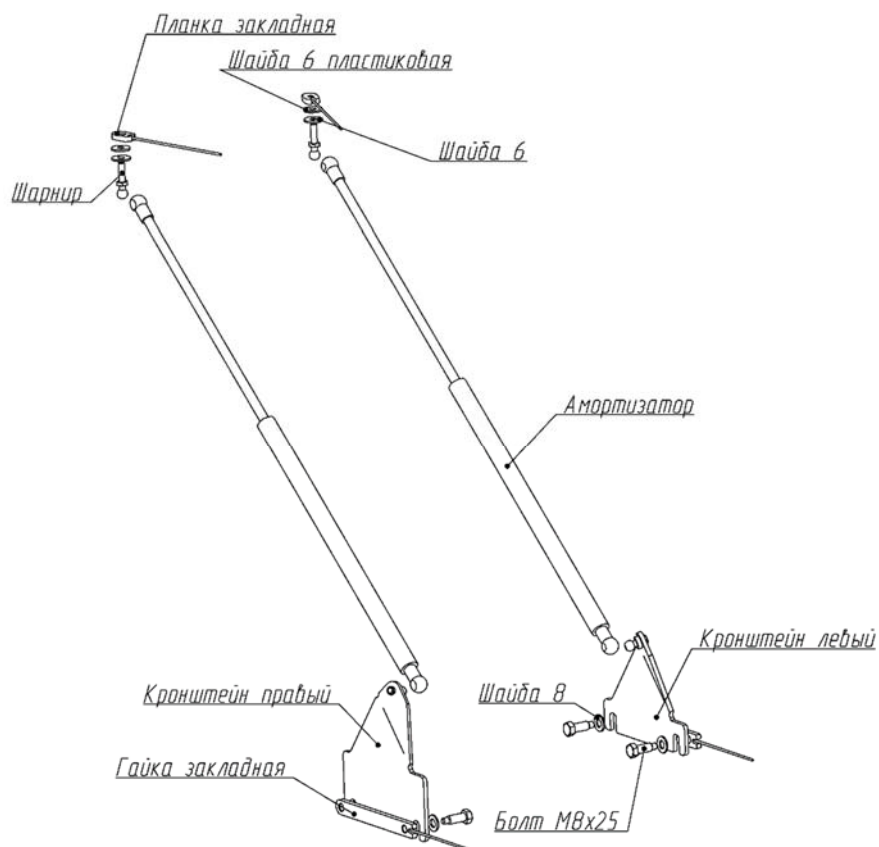 Планка закладная
Шайба 6 пластиковая
Шайба 6
Шарнир
Амортизатор
Кронштейн левый
Кронштейн правый
Шайба 8
Гайка закладная
Болт М8х25